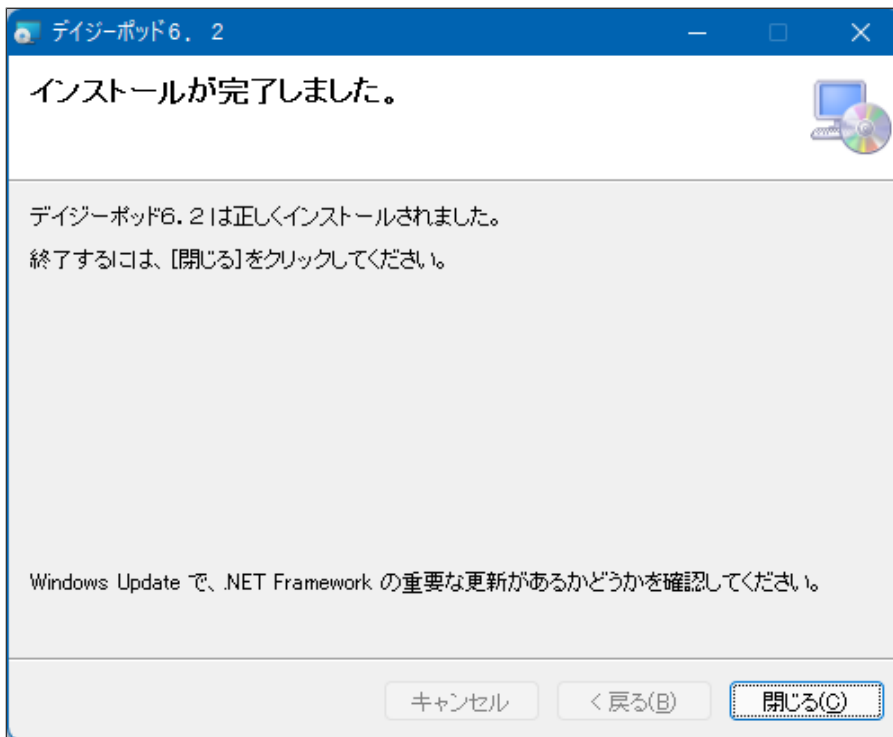 デイジーポッド６．２
インストールが完了しました。
デイジーポッド６．２は正しくインストールされました。
終了するには、[閉じる]をクリックしてください。
Windows Update で、.NET Framework の重要な更新があるかどうかを確認してください。
キャンセル
< 戻る(B)
閉じる(C)